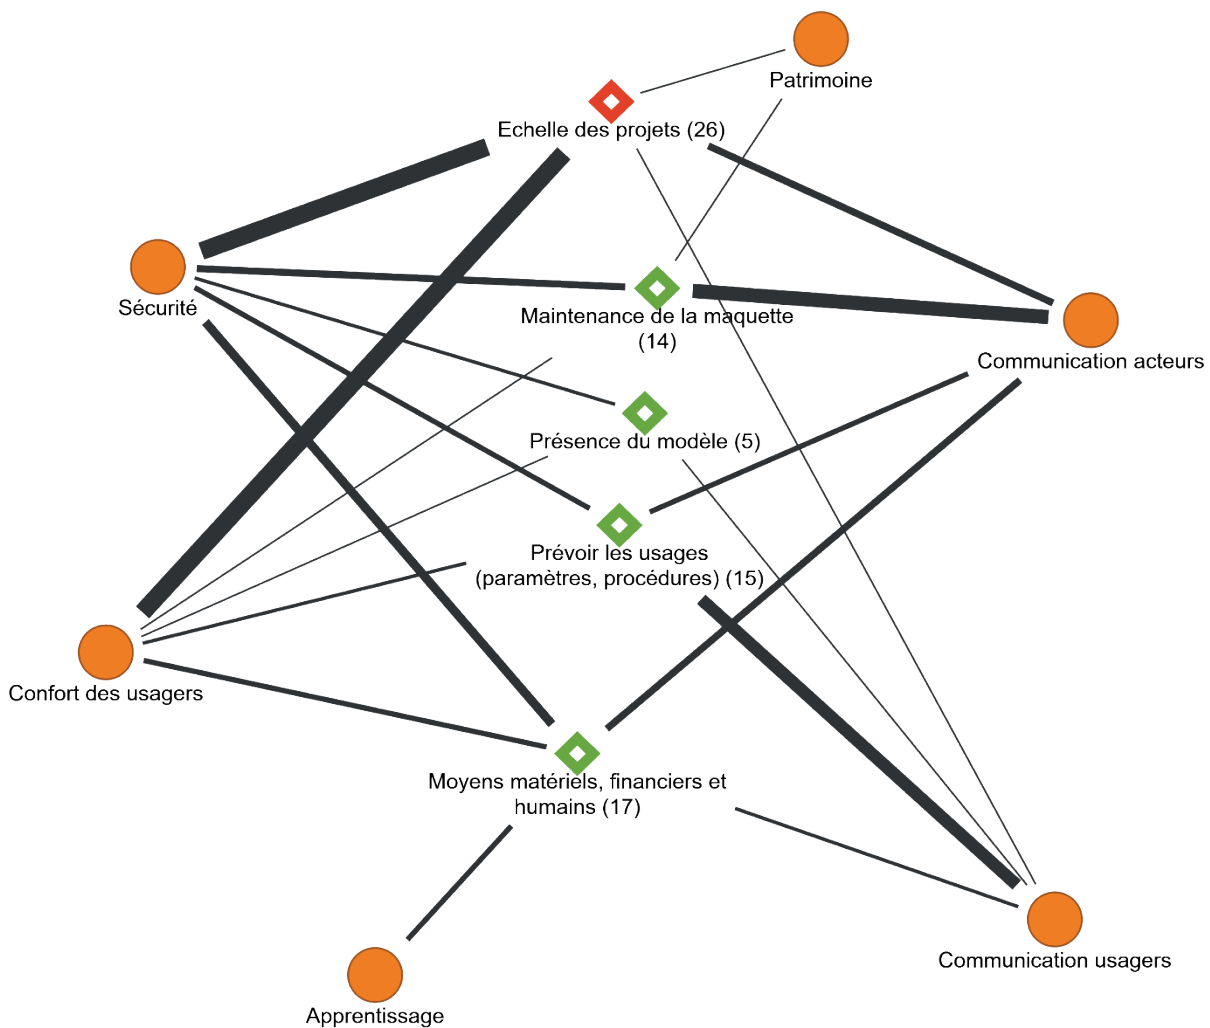 Patrimoine
Echelle des projets (26)
Sécurité
Maintenance de la maquette
(14)
Communication acteurs
Présence du modèle (5)
Prévoir les usages
(paramètres, procédures) (15)
Confort des usagers
Moyens matériels, financiers et
humains (17)
Communication usagers
Apprentissage